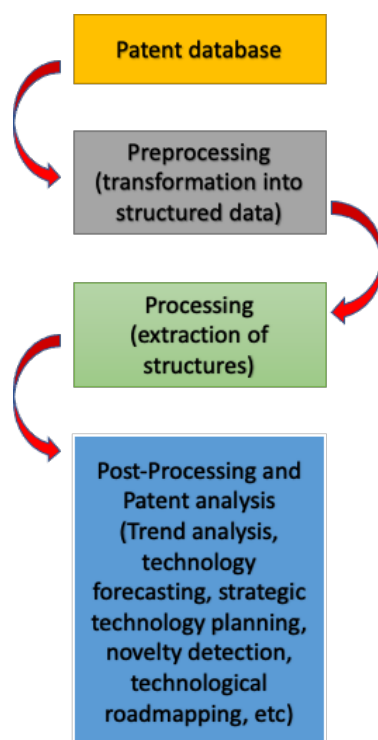 Patent database
Preprocessing
(transformation into
structured data)
Processing
(extraction of
structures)
Post-Processing and
Patent analysis
(Trend analysis,
technology
forecasting, strategic
technology planning,
novelty detection,
technological
roadmapping, etc)